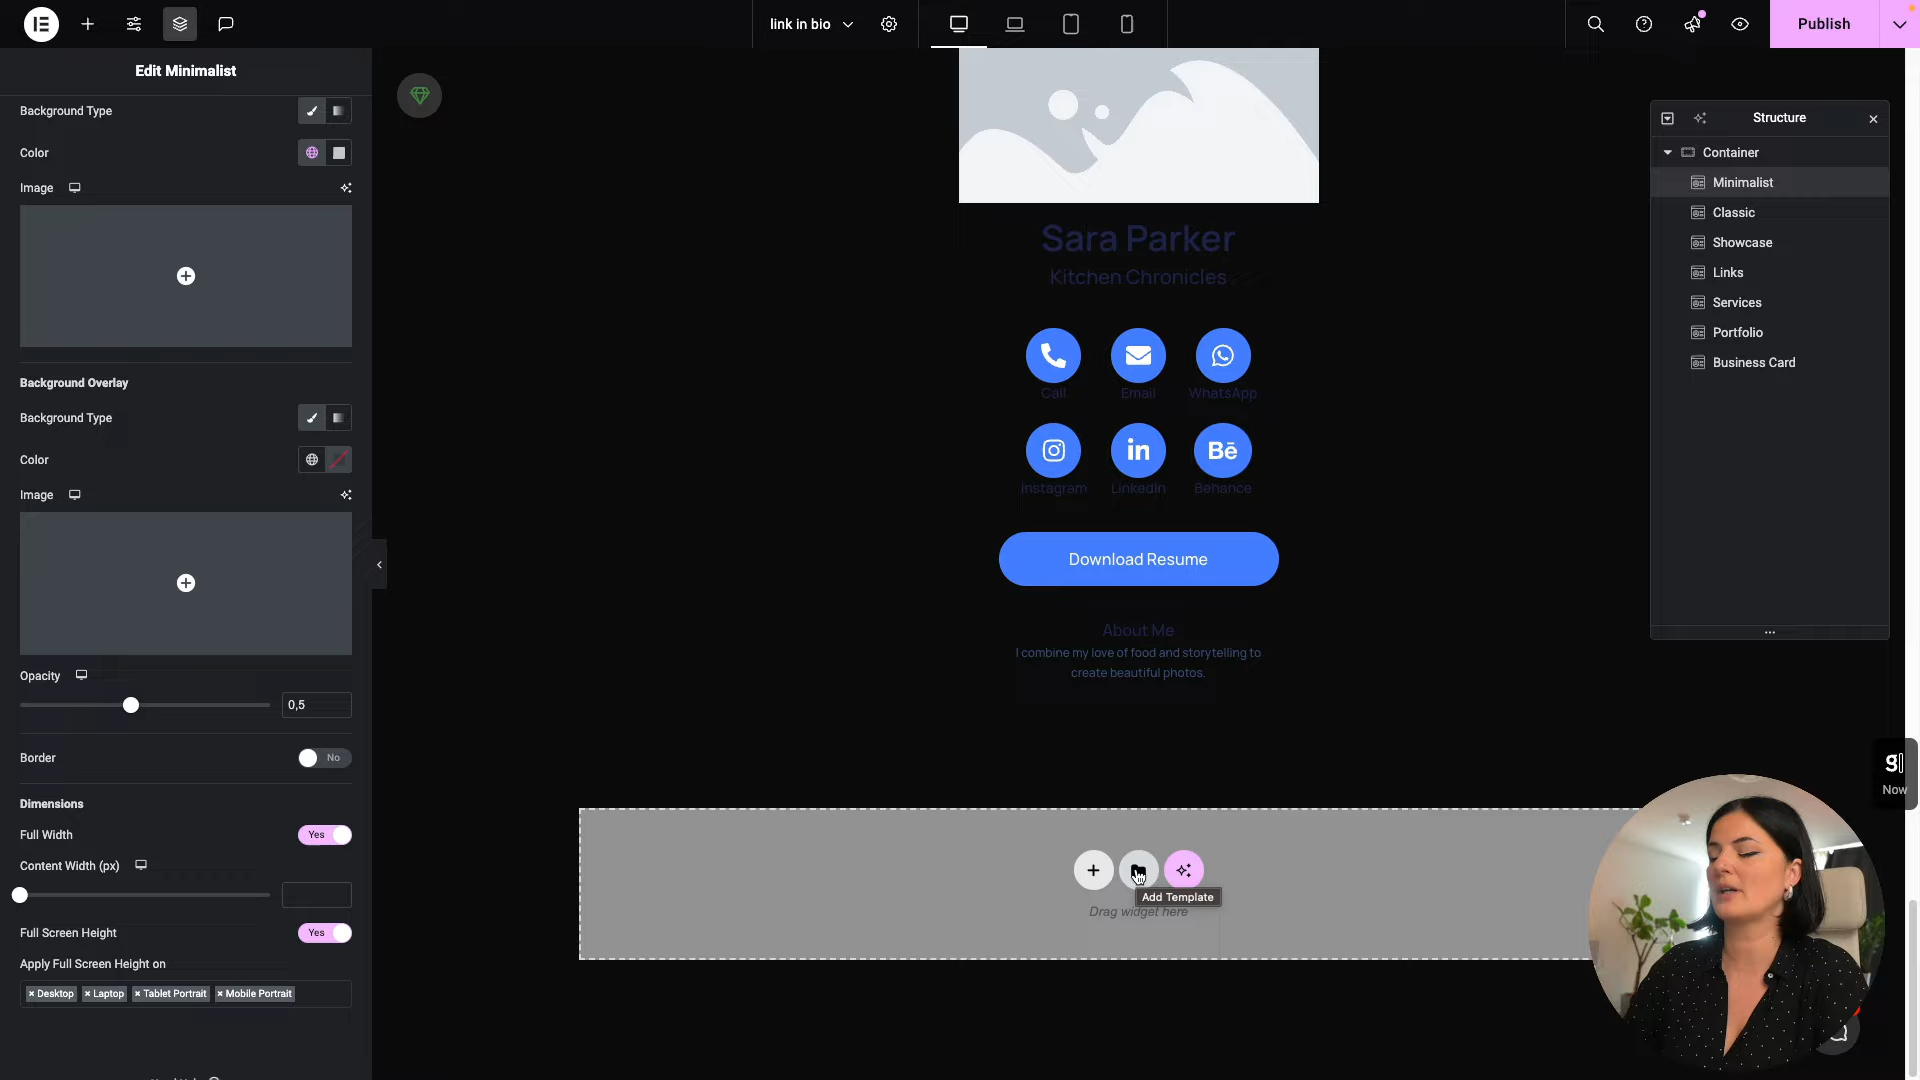 link in bio
Publish
Edit Minimalist
Background Type
Color
Image
Background Overlay
Background Type
Color
Image
Opacity
0,5
Border
No
Dimensions
Full Width
Yes
Content Width (px)
Full Screen Height
Yes
Apply Full Screen Height on
× Desktop × Laptop × Tablet Portrait × Mobile Portrait
Sara Parker
Kitchen Chronicles
Call
Email
WhatsApp
Instagram
LinkedIn
Behance
Bē
in
Download Resume
About Me
I combine my love of food and storytelling to
create beautiful photos.
Add Template
Drag widget here
Structure
Container
Minimalist
Classic
Showcase
Links
Services
Portfolio
Business Card
Now